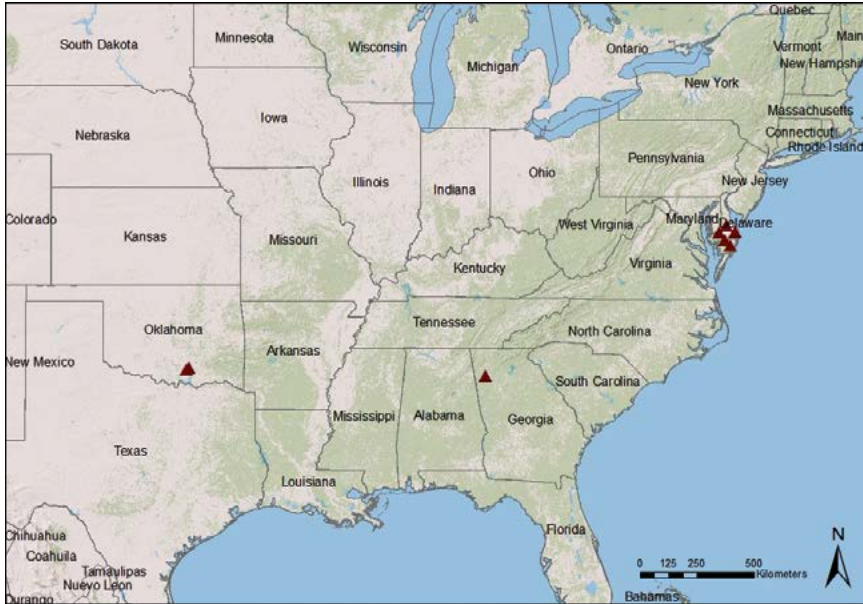 Quebec
South Dakota
Minnesota
Wisconsin
Michigan
Ontario
Vermont
Main
New Hampshire
New York
Massachusetts
Connecticut
Rhode Island
Nebraska
Iowa
Illinois
Indiana
Ohio
Pennsylvania
New Jersey
Colorado
Kansas
Missouri
West Virginia
Maryland
Delaware
Virginia
Kentucky
Oklahoma
Arkansas
Tennessee
North Carolina
New Mexico
South Carolina
Mississippi
Alabama
Georgia
Texas
Louisiana
Florida
Chihuahua
Coahuila
Tamaulipas
Nuevo Leon
Durango
N
0 125 250 500
Kilometers
Bahamas